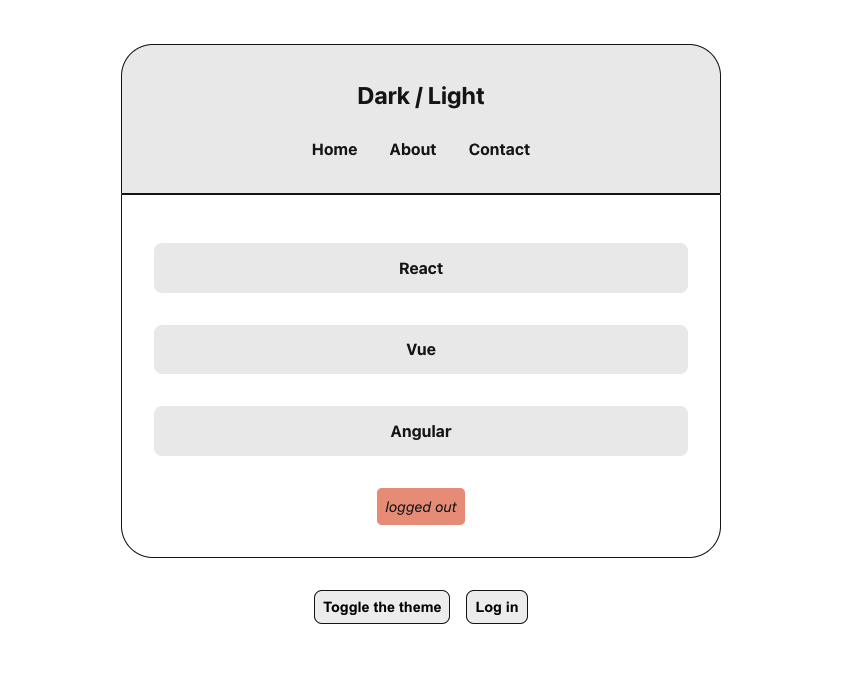 Dark / Light
Home About Contact
React
Vue
Angular
logged out
Toggle the theme Log in